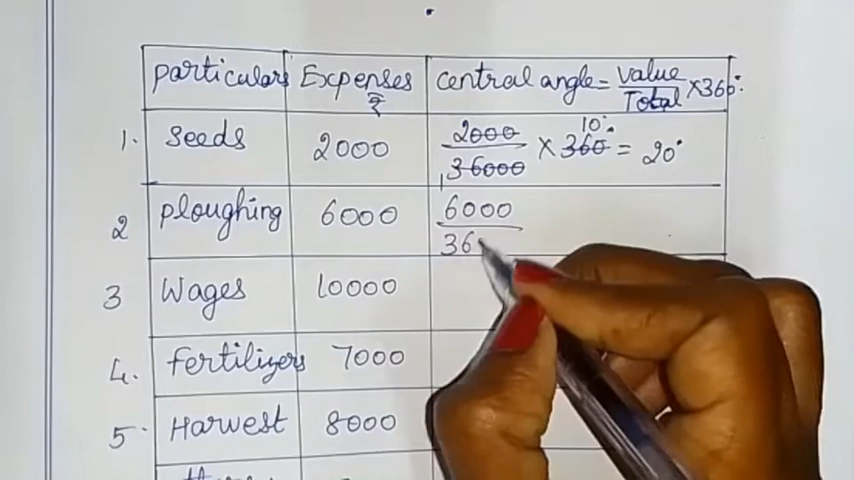 Particulars Expenses ₹ Central angle = Value/Total × 360°
1. Seeds 2000 2000/36000 × 360° = 20°
10°
1
2 Ploughing 6000 6000/36
3 Wages 10000
4. Fertilizers 7000
5. Harvest 8000